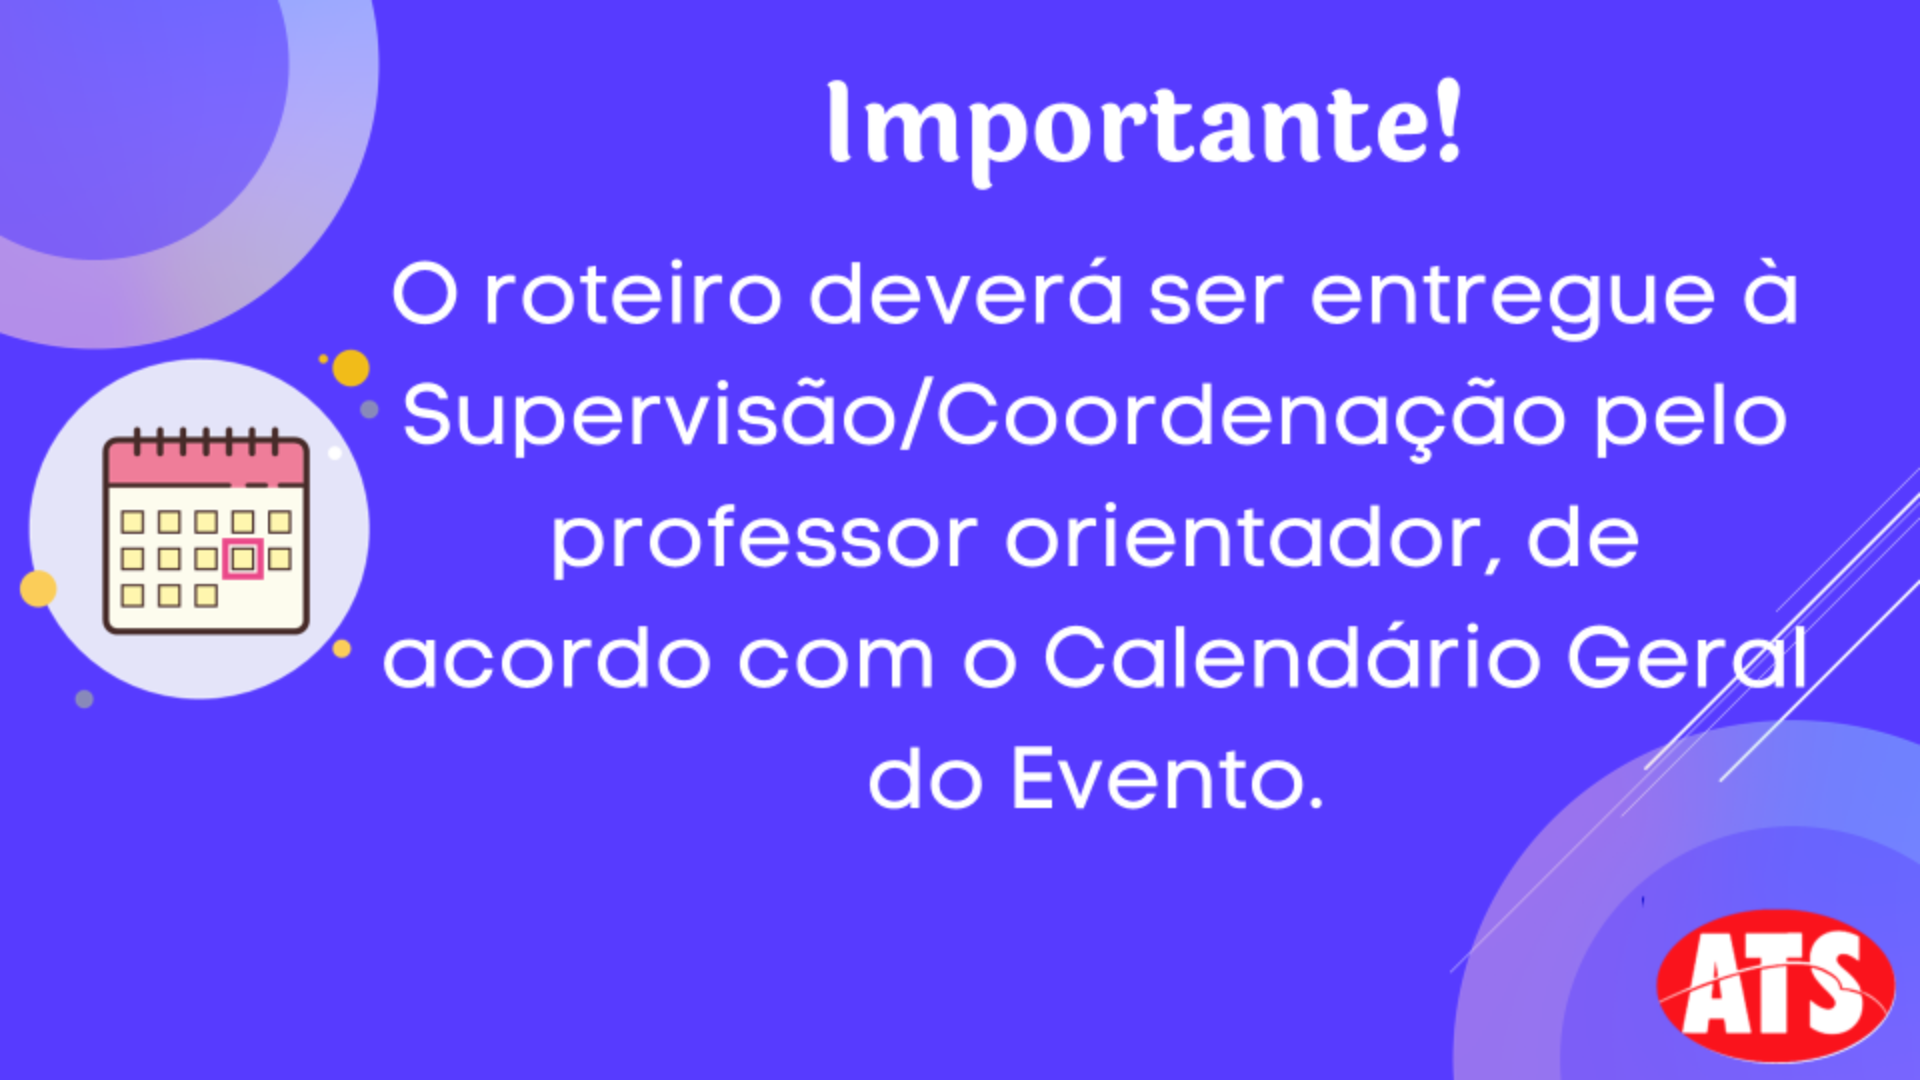 Importante!
O roteiro deverá ser entregue à
Supervisão/Coordenação pelo
professor orientador, de
acordo com o Calendário Geral
do Evento.
ATS